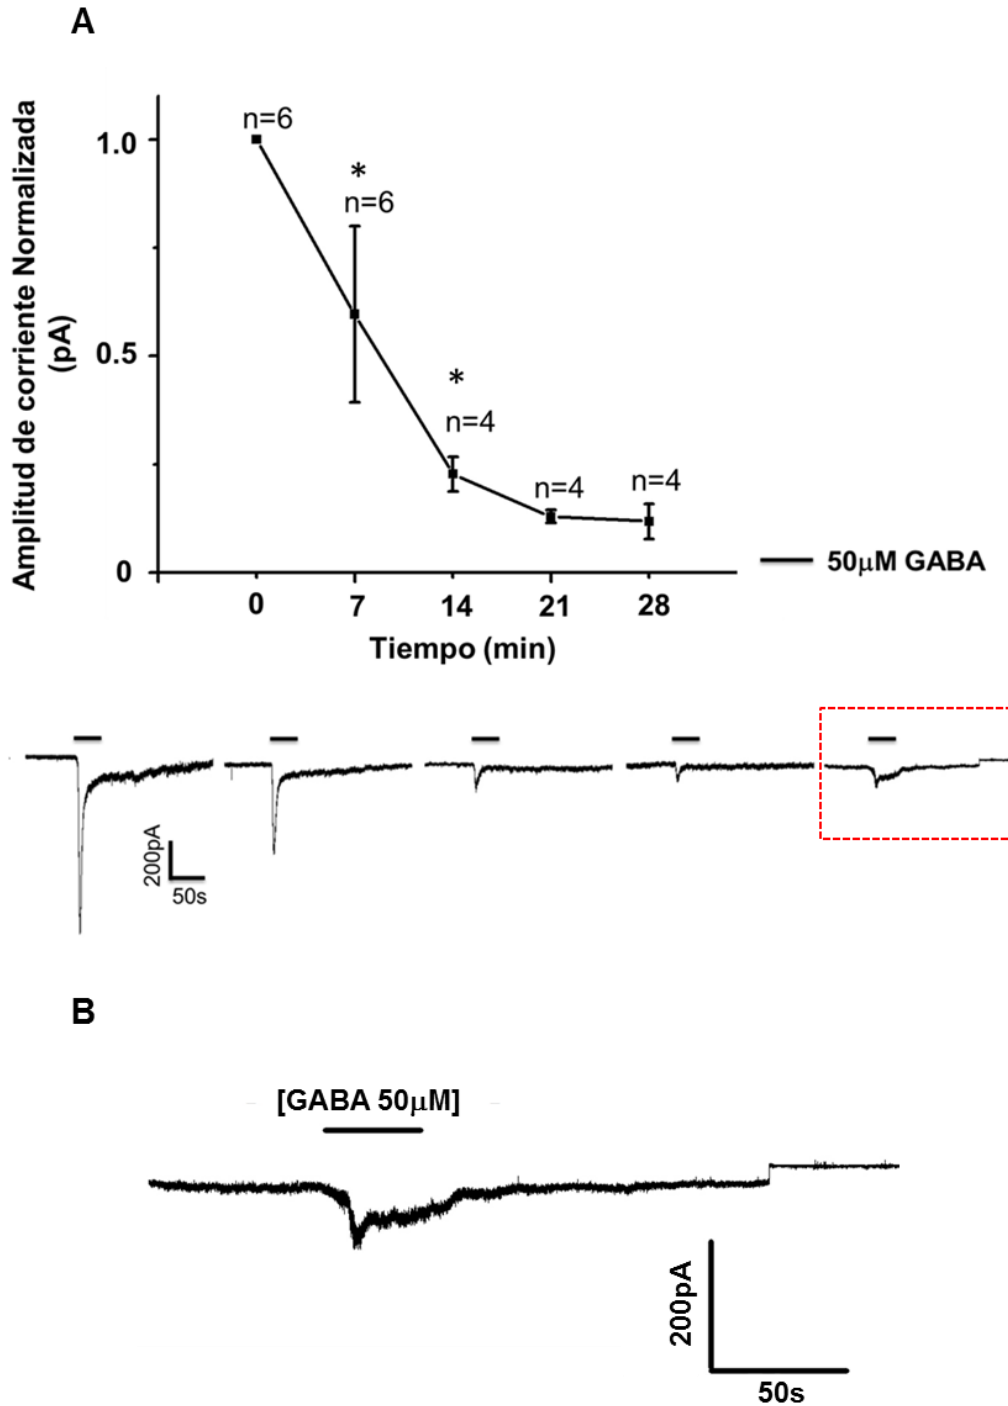 A
Amplitud de corriente Normalizada
(pA)
1.0
0.5
0
n=6
*
n=6
*
n=4
n=4
n=4
0 7 14 21 28
Tiempo (min)
50μM GABA
200pA
50s
B
[GABA 50μM]
200pA
50s